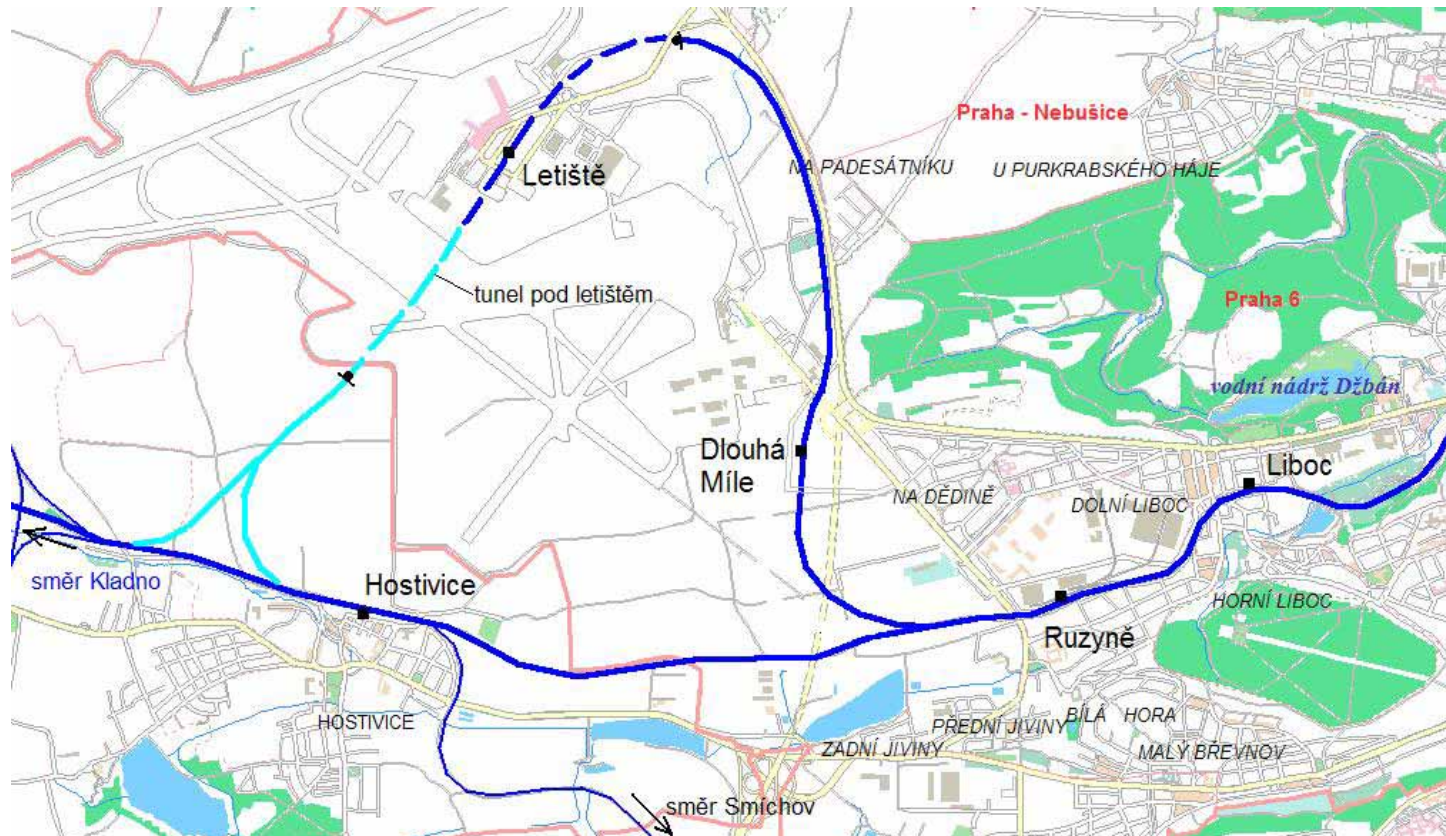 Praha - Nebušice
NA PADESÁTNÍKU
U PURKRABSKÉHO HÁJE
Letiště
tunel pod letištěm
Praha 6
vodní nádrž Džbán
Dlouhá
Míle
Liboc
NA DĚDINĚ
DOLNÍ LIBOC
směr Kladno
Hostivice
HORNÍ LIBOC
Ruzyně
HOSTIVICE
PŘEDNÍ JIVINY
BÍLÁ HORA
ZADNÍ JIVINY
MALÝ BŘEVNOV
směr Smíchov